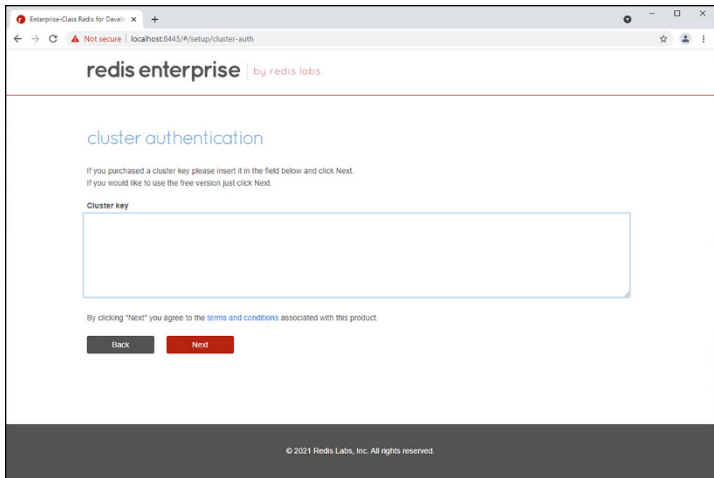 Enterprise-Class Redis for Develo
Not secure | localhost:8443/#/setup/cluster-auth
redis enterprise | by redis labs
cluster authentication
If you purchased a cluster key please insert it in the field below and click Next.
If you would like to use the free version just click Next.
Cluster key
By clicking "Next" you agree to the terms and conditions associated with this product.
Back Next
© 2021 Redis Labs, Inc. All rights reserved.